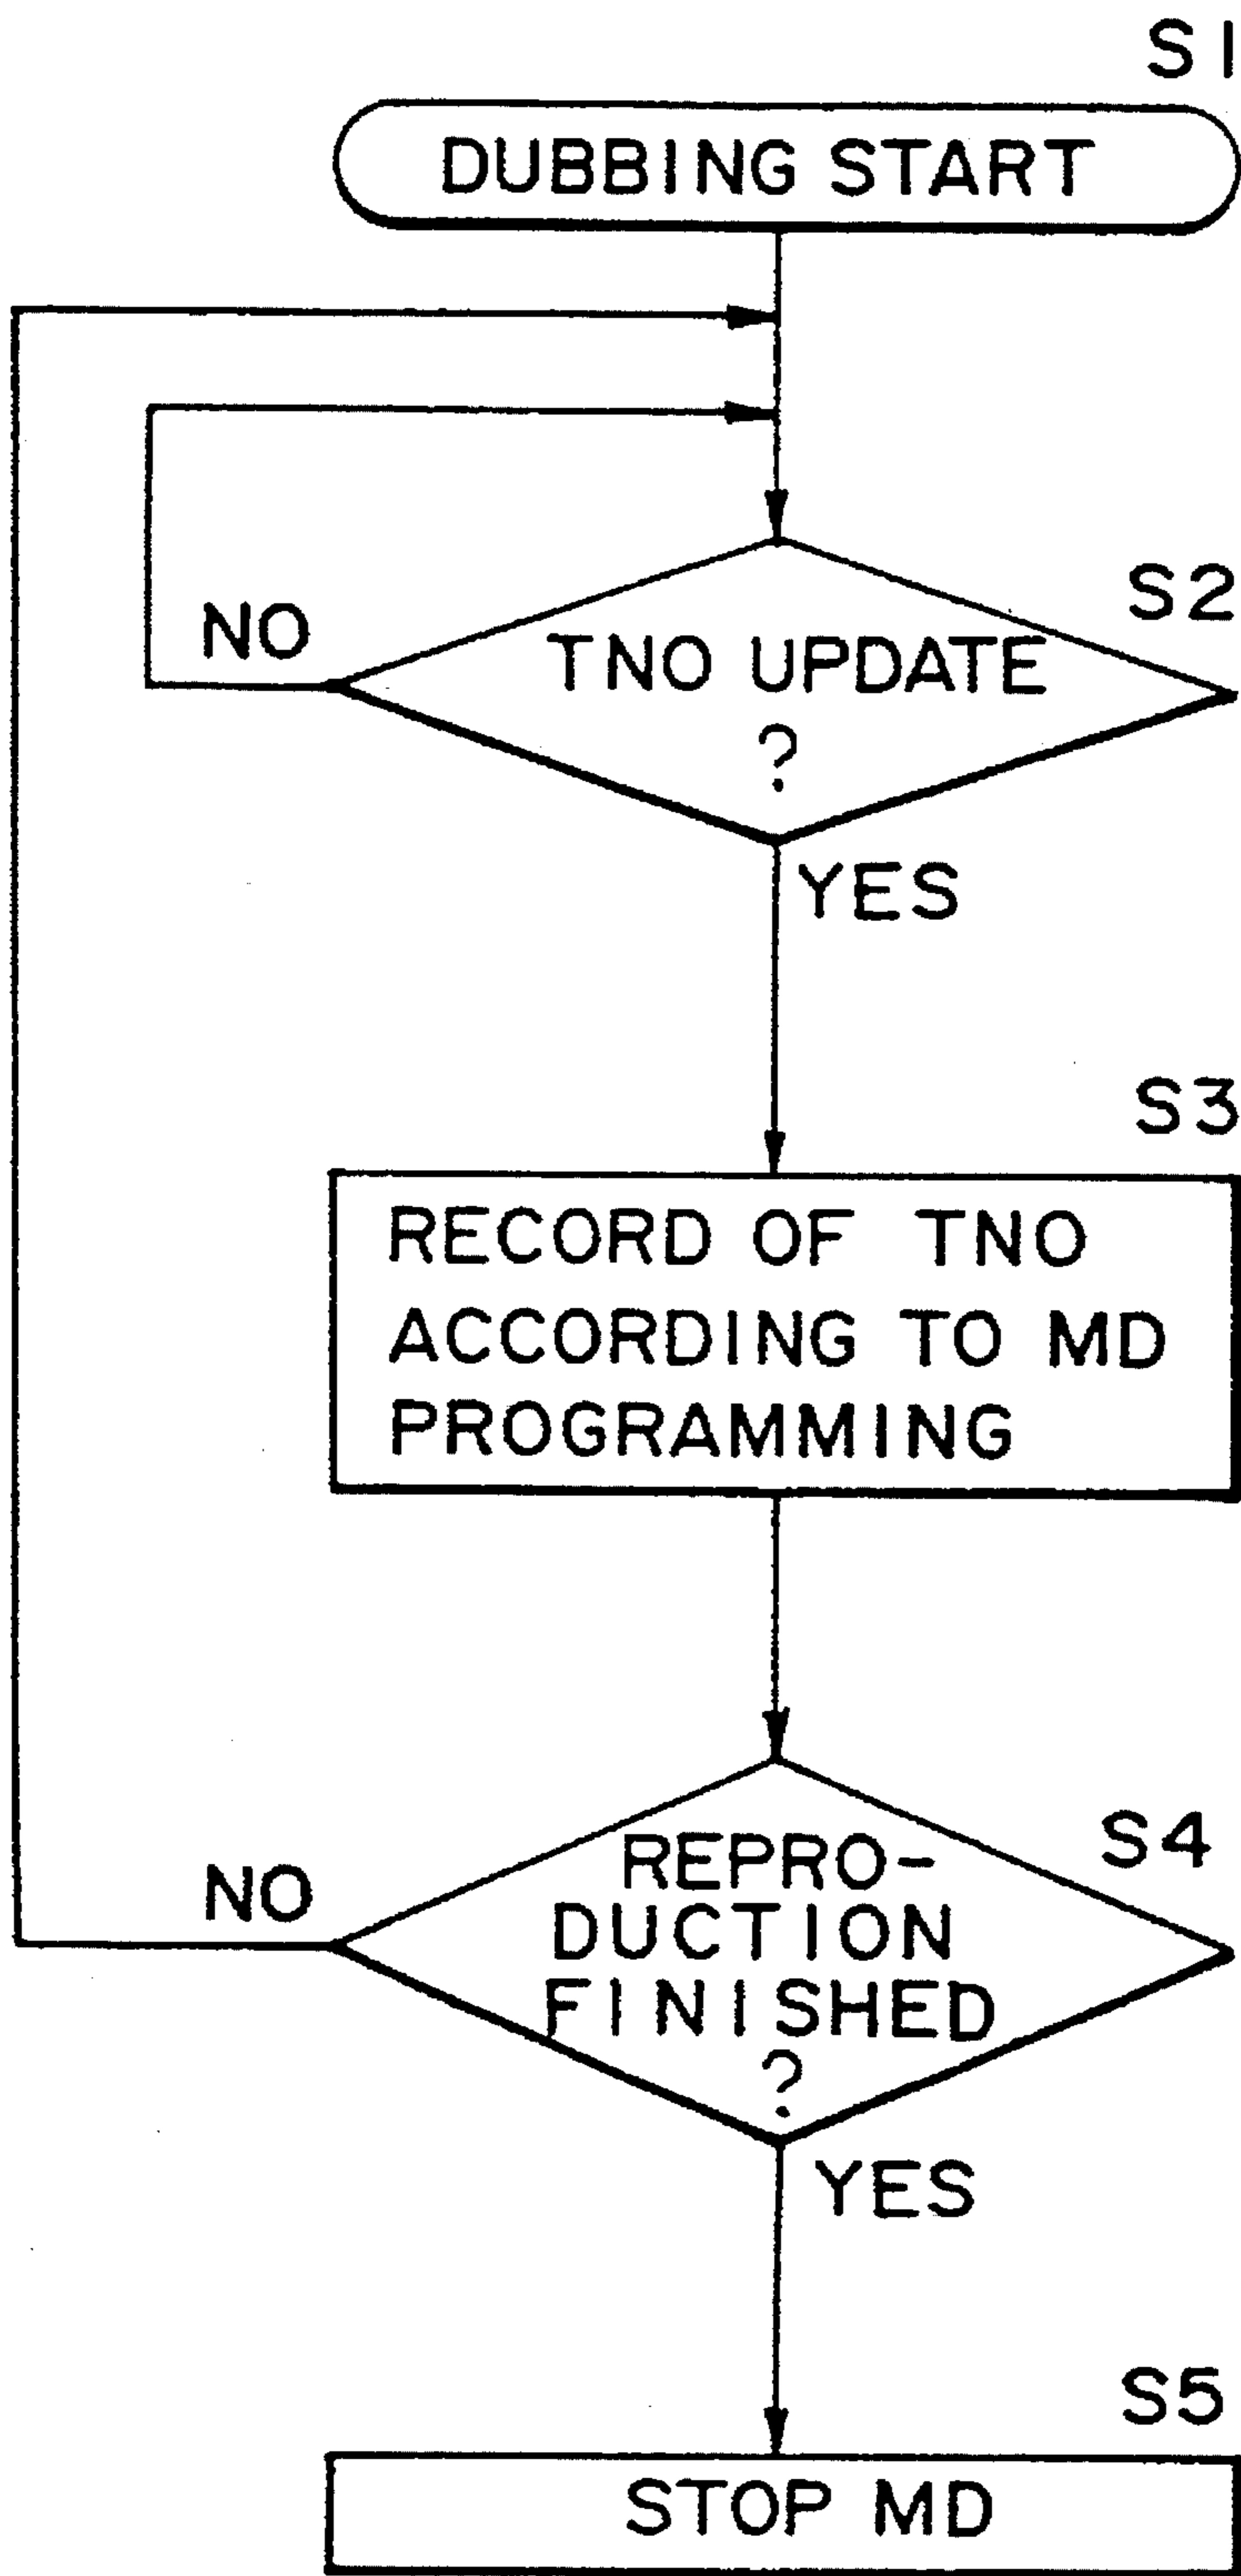 S1
DUBBING START
S2
NO
TNO UPDATE
?
YES
S3
RECORD OF TNO
ACCORDING TO MD
PROGRAMMING
S4
NO
REPRO-
DUCTION
FINISHED
?
YES
S5
STOP MD